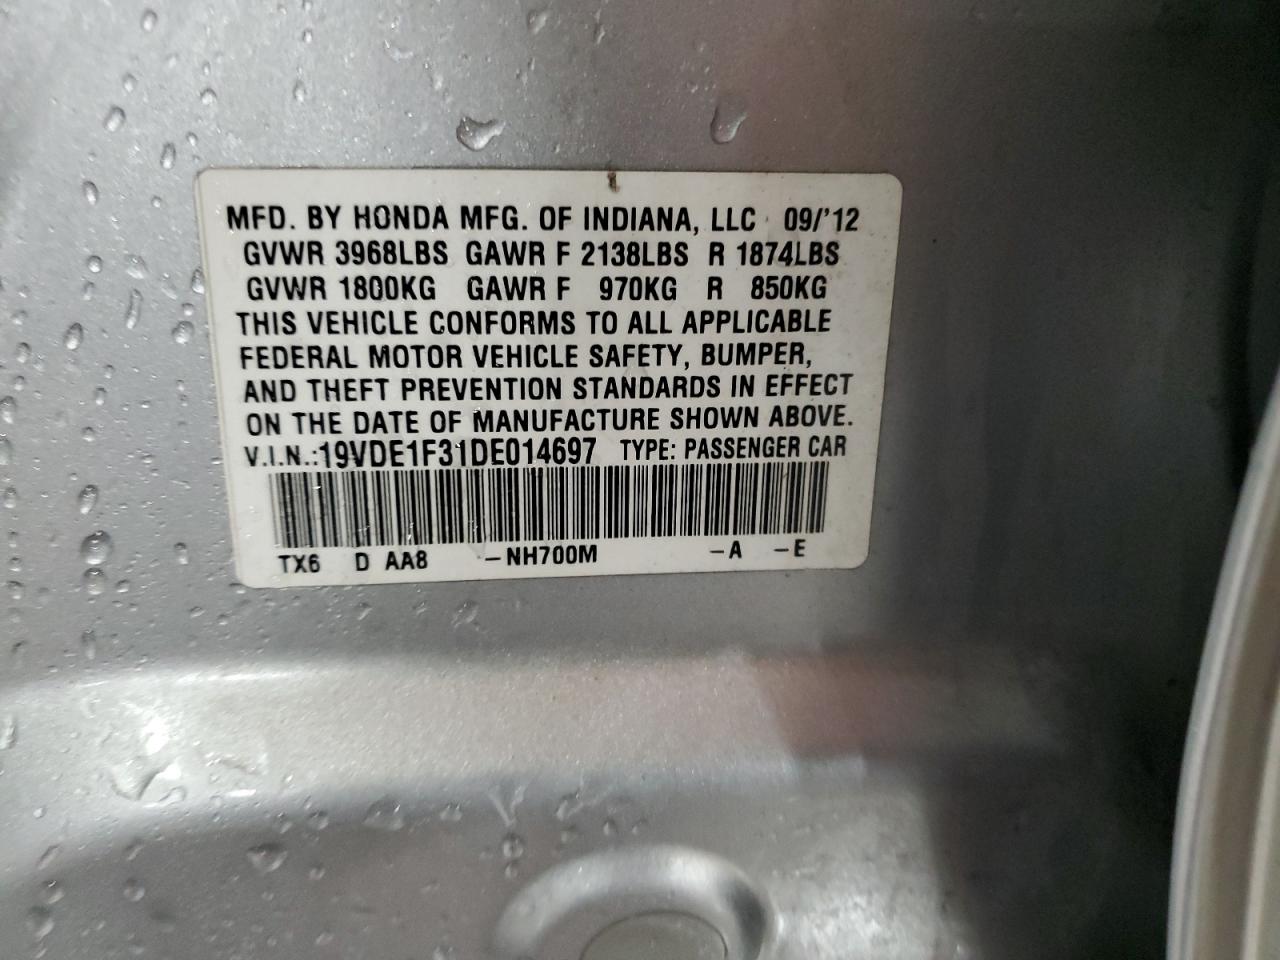 MFD. BY HONDA MFG. OF INDIANA, LLC 09/'12
GVWR 3968LBS GAWR F 2138LBS R 1874LBS
GVWR 1800KG GAWR F 970KG R 850KG
THIS VEHICLE CONFORMS TO ALL APPLICABLE
FEDERAL MOTOR VEHICLE SAFETY, BUMPER,
AND THEFT PREVENTION STANDARDS IN EFFECT
ON THE DATE OF MANUFACTURE SHOWN ABOVE.
V.I.N.:19VDE1F31DE014697 TYPE: PASSENGER CAR
TX6 D AA8 -NH700M -A -E